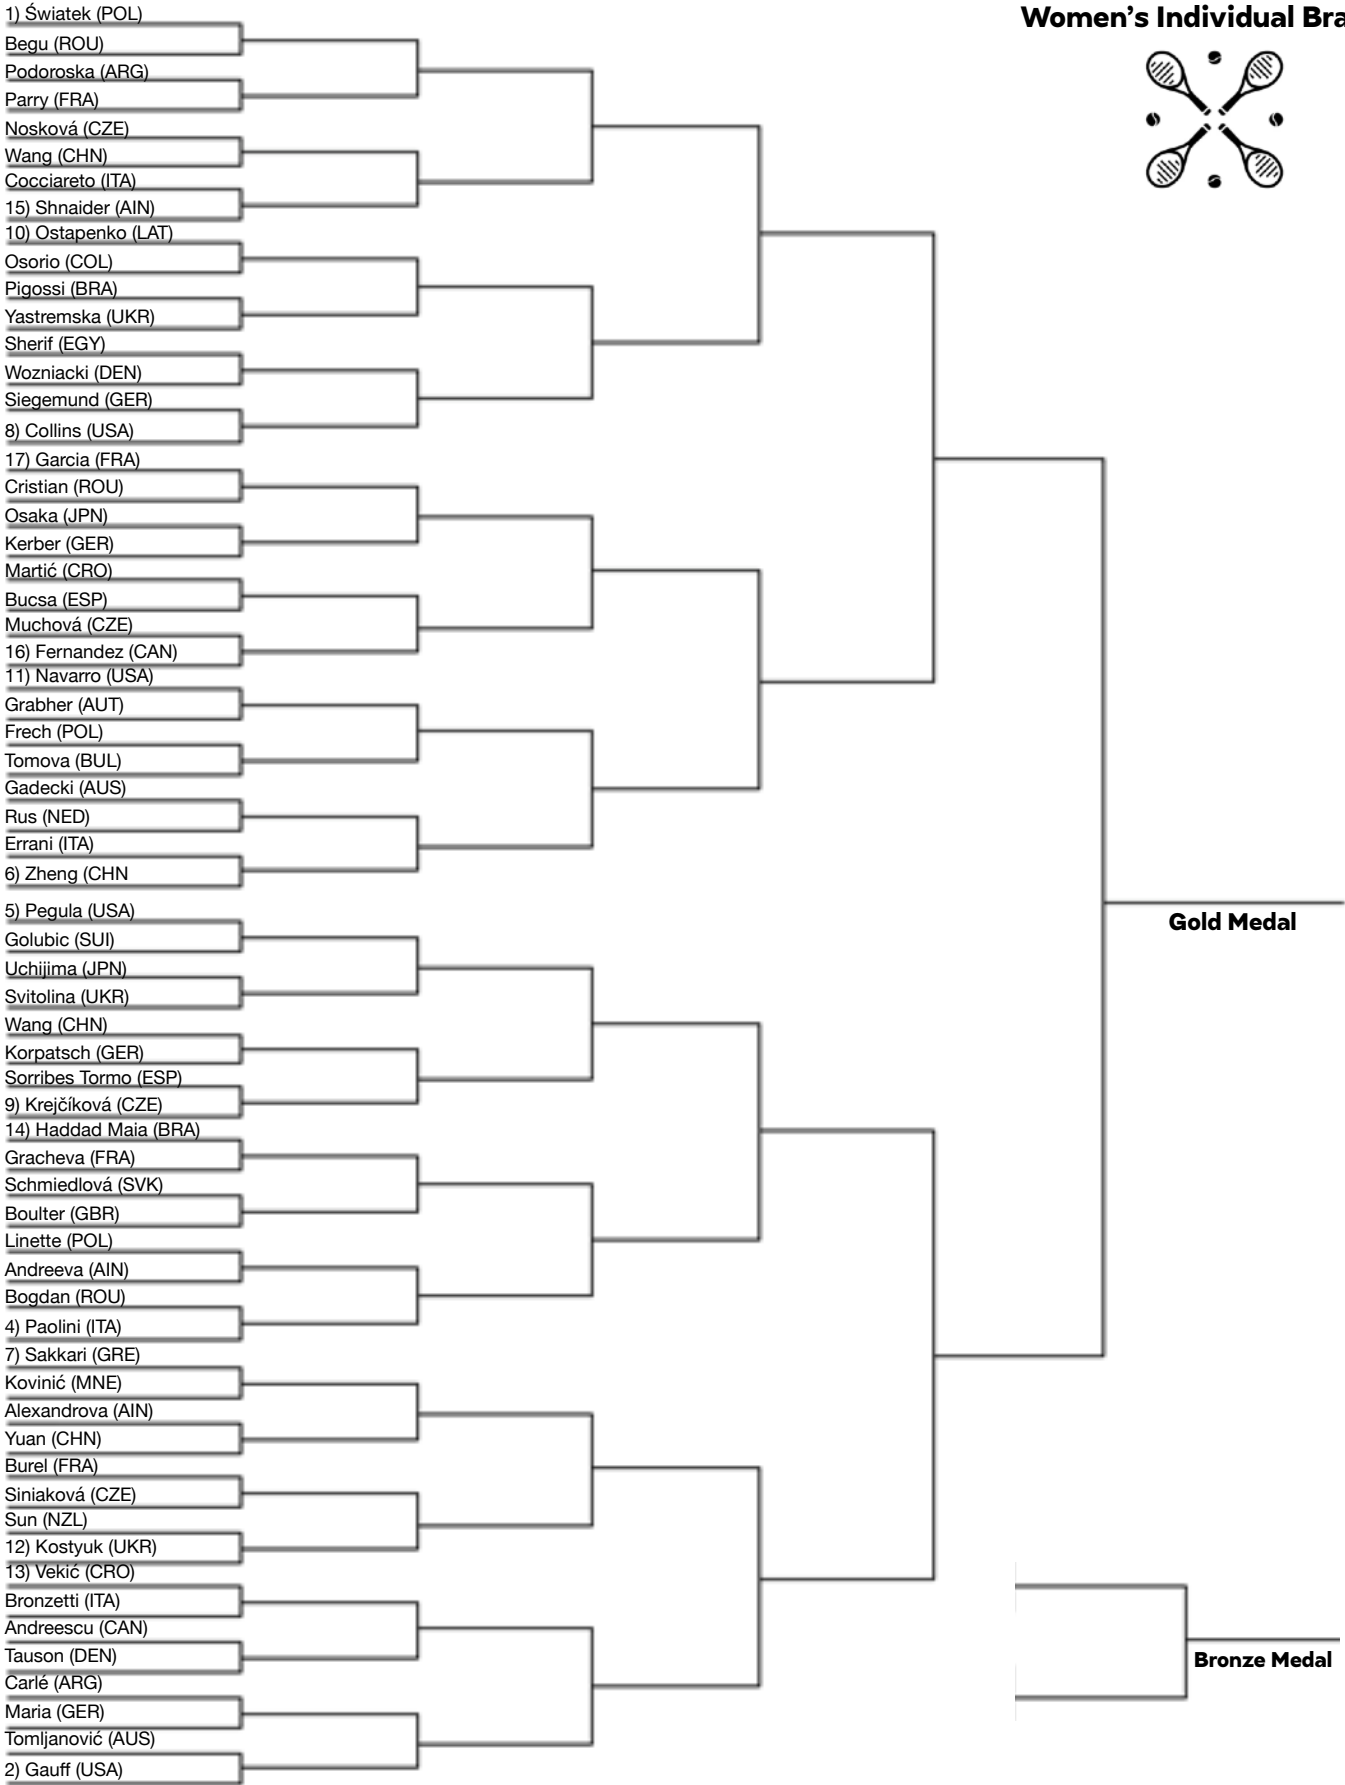 Women's Individual Bra
1) Świątek (POL)
Begu (ROU)
Podoroska (ARG)
Parry (FRA)
Nosková (CZE)
Wang (CHN)
Cocciareto (ITA)
15) Shnaider (AIN)
10) Ostapenko (LAT)
Osorio (COL)
Pigossi (BRA)
Yastremska (UKR)
Sherif (EGY)
Wozniacki (DEN)
Siegemund (GER)
8) Collins (USA)
17) Garcia (FRA)
Cristian (ROU)
Osaka (JPN)
Kerber (GER)
Martić (CRO)
Bucsa (ESP)
Muchová (CZE)
16) Fernandez (CAN)
11) Navarro (USA)
Grabher (AUT)
Frech (POL)
Tomova (BUL)
Gadecki (AUS)
Rus (NED)
Errani (ITA)
6) Zheng (CHN
5) Pegula (USA)
Golubic (SUI)
Uchijima (JPN)
Svitolina (UKR)
Wang (CHN)
Korpatsch (GER)
Sorribes Tormo (ESP)
9) Krejčíková (CZE)
14) Haddad Maia (BRA)
Gracheva (FRA)
Schmiedlová (SVK)
Boulter (GBR)
Linette (POL)
Andreeva (AIN)
Bogdan (ROU)
4) Paolini (ITA)
7) Sakkari (GRE)
Kovinić (MNE)
Alexandrova (AIN)
Yuan (CHN)
Burel (FRA)
Siniaková (CZE)
Sun (NZL)
12) Kostyuk (UKR)
13) Vekić (CRO)
Bronzetti (ITA)
Andreescu (CAN)
Tauson (DEN)
Carlé (ARG)
Maria (GER)
Tomljanović (AUS)
2) Gauff (USA)
Gold Medal
Bronze Medal